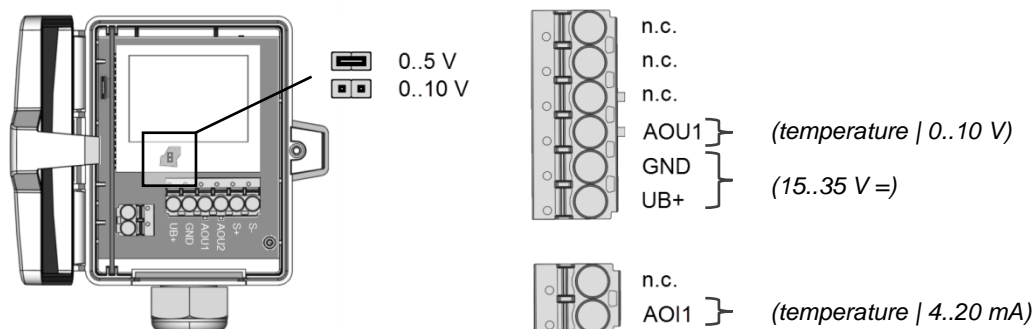 0..5 V
0..10 V
UB+
GND
AOU1
AOU2
S+
S-
n.c.
n.c.
n.c.
AOU1 (temperature | 0..10 V)
GND
(15..35 V =)
UB+
n.c.
AOI1 (temperature | 4..20 mA)